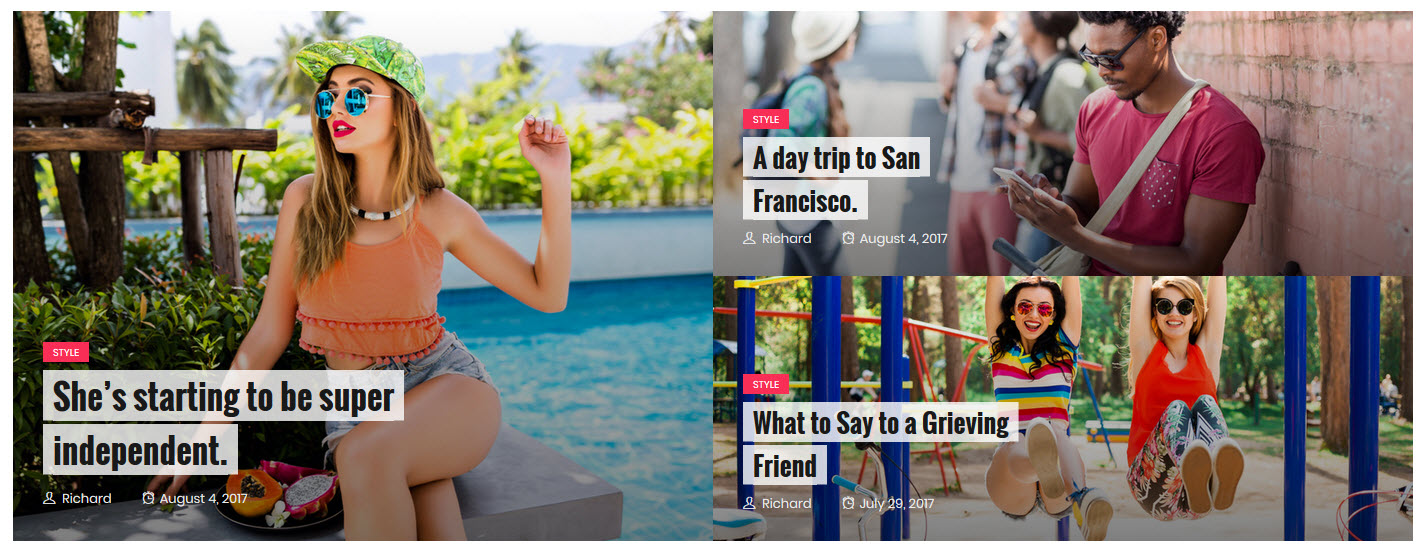 STYLE
She's starting to be super
independent.
Richard August 4, 2017
STYLE
A day trip to San
Francisco.
Richard August 4, 2017
STYLE
What to Say to a Grieving
Friend
Richard July 29, 2017